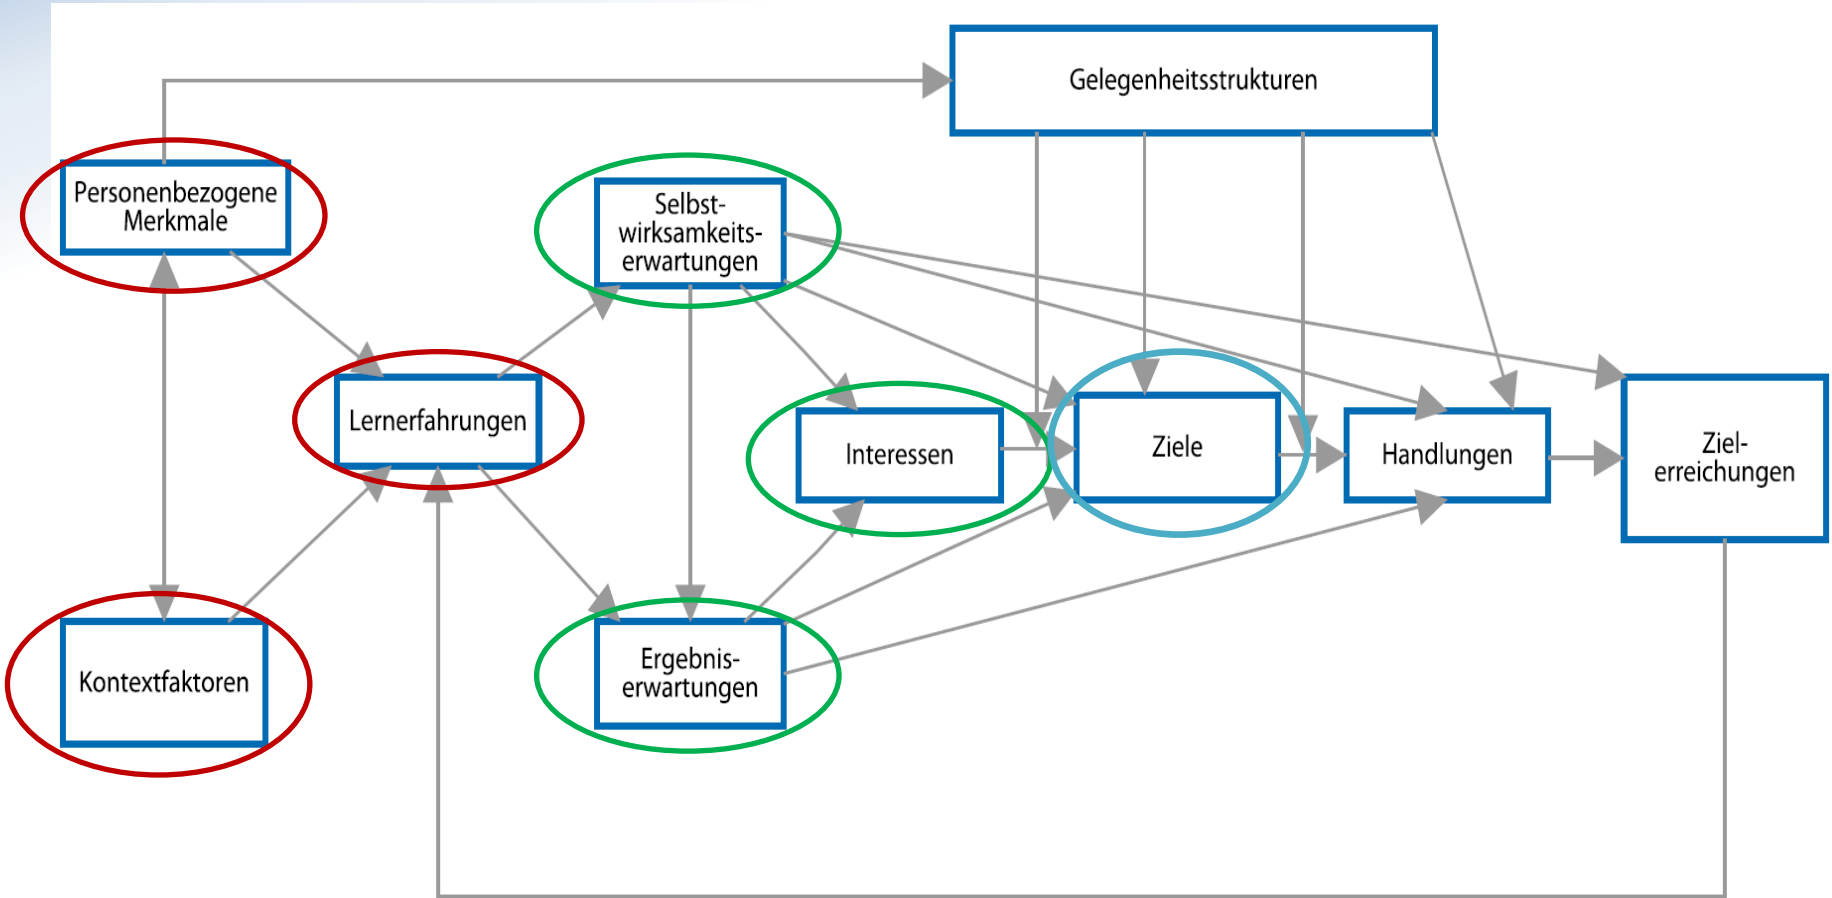 Gelegenheitsstrukturen
Personenbezogene
Merkmale
Selbst-
wirksamkeits-
erwartungen
Lernerfahrungen
Interessen
Ziele
Handlungen
Ziel-
erreichungen
Kontextfaktoren
Ergebnis-
erwartungen